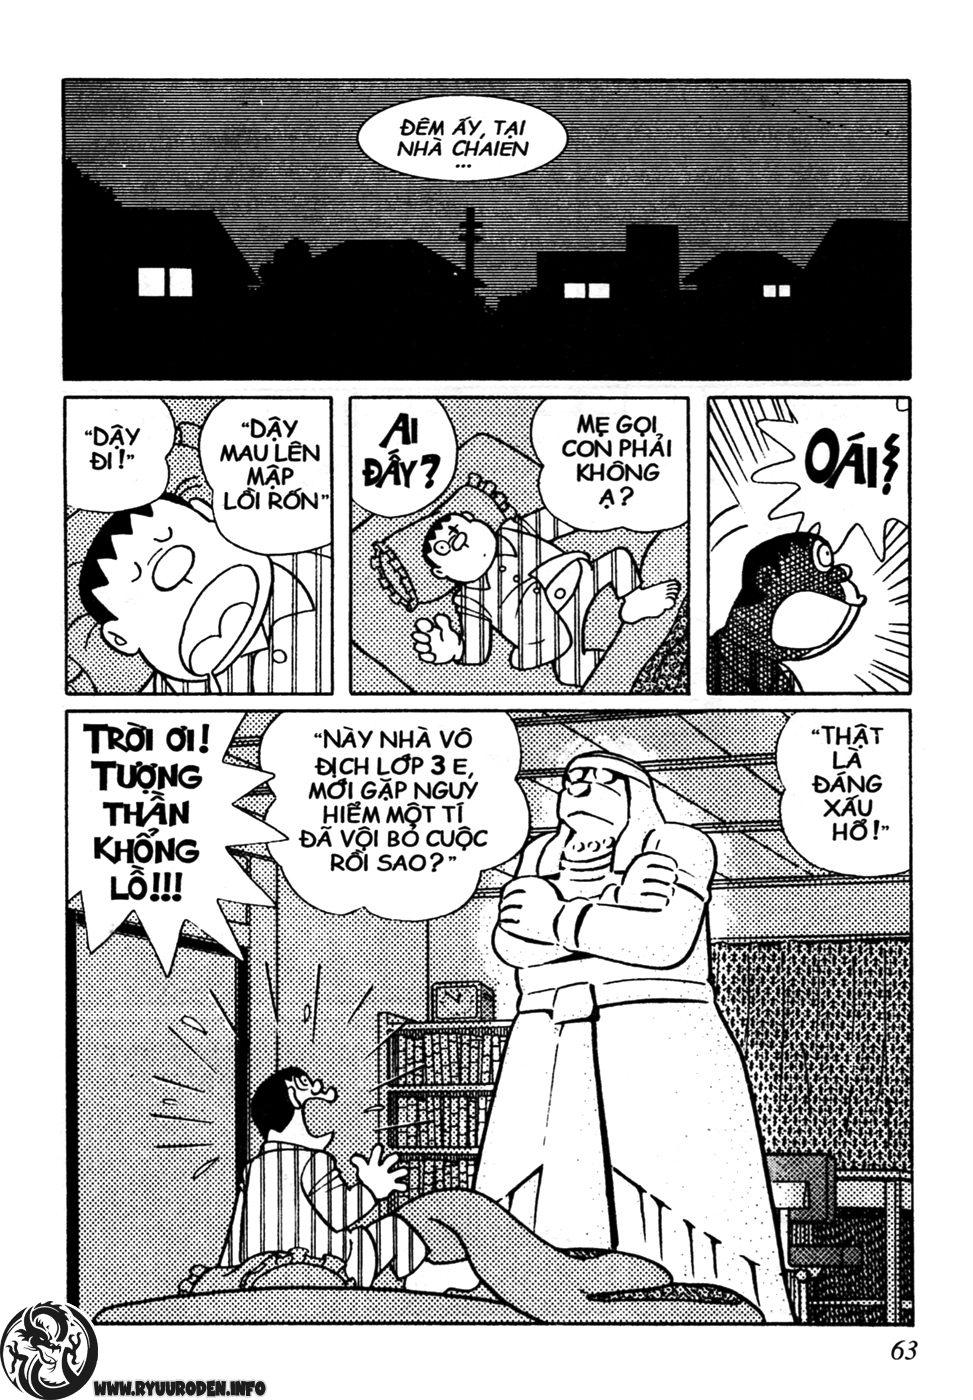 ĐÊM ẤY, TẠI
NHÀ CHAIEN
...
"DẬY
ĐI!"
"DẬY
MAU LÊN
MẬP
LỒI RỐN"
AI
ĐẤY?
MẸ GỌI
CON PHẢI
KHÔNG
Ạ?
OÁI!
TRỜI ƠI!
TƯỢNG
THẦN
KHỔNG
LỒ!!!
"NÀY NHÀ VÔ
ĐỊCH LỚP 3 E,
MỚI GẶP NGUY
HIỂM MỘT TÍ
ĐÃ VỘI BỎ CUỘC
RỒI SAO?"
"THẬT
LÀ
ĐÁNG
XẤU
HỔ!"
63
WWW.RYUURODEN.INFO